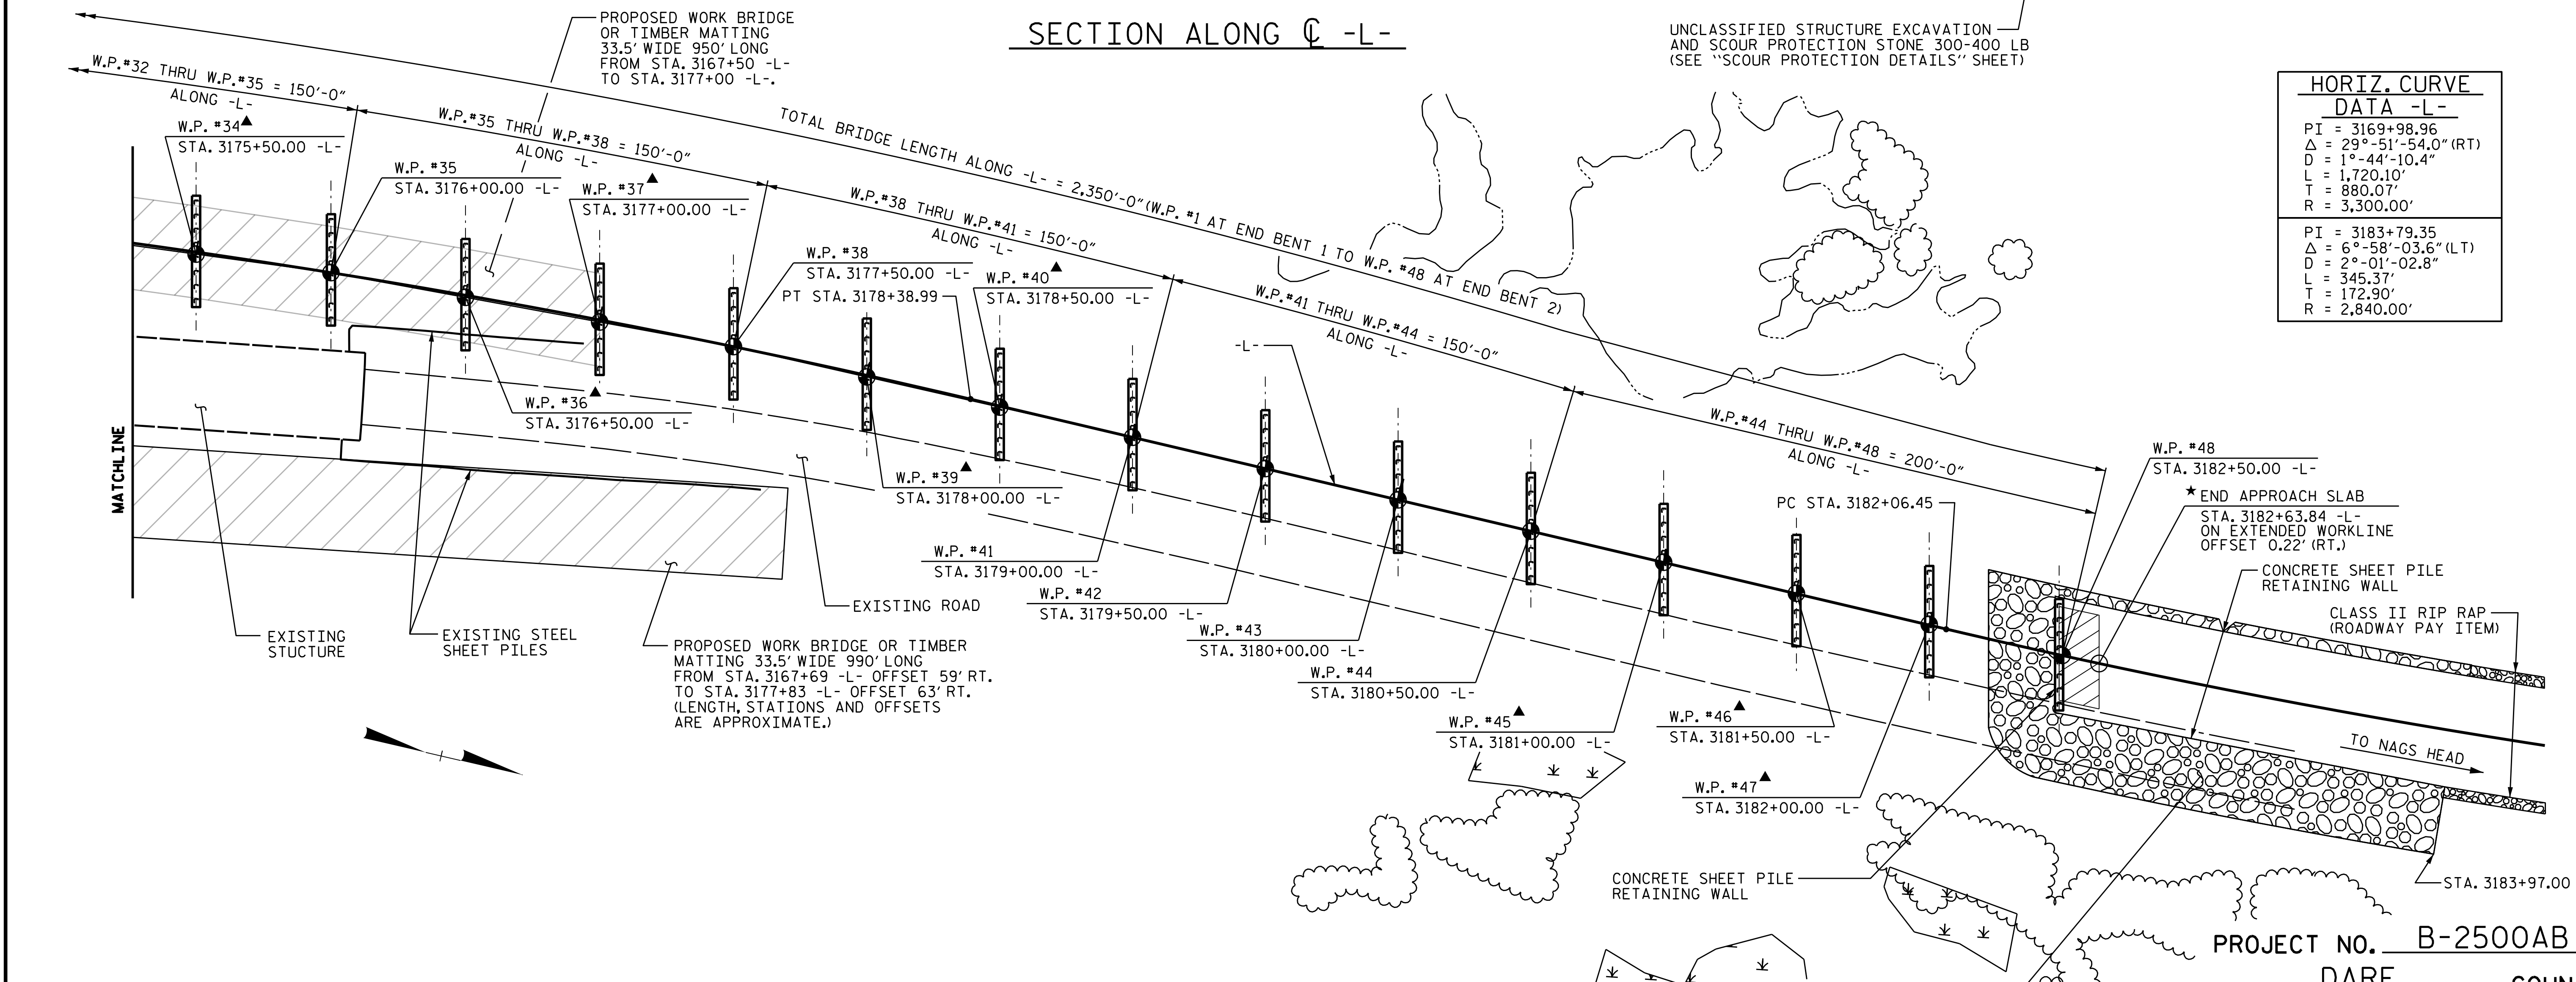 SECTION ALONG ℄ -L-
PROPOSED WORK BRIDGE
OR TIMBER MATTING
33.5' WIDE 950' LONG
FROM STA. 3167+50 -L-
TO STA. 3177+00 -L-.
UNCLASSIFIED STRUCTURE EXCAVATION
AND SCOUR PROTECTION STONE 300-400 LB
(SEE "SCOUR PROTECTION DETAILS" SHEET)
HORIZ. CURVE
DATA -L-
PI = 3169+98.96
Δ = 29°-51'-54.0" (RT)
D = 1°-44'-10.4"
L = 1,720.10'
T = 880.07'
R = 3,300.00'
PI = 3183+79.35
Δ = 6°-58'-03.6" (LT)
D = 2°-01'-02.8"
L = 345.37'
T = 172.90'
R = 2,840.00'
TOTAL BRIDGE LENGTH ALONG -L- = 2,350'-0" (W.P. #1 AT END BENT 1 TO W.P. #48 AT END BENT 2)
W.P.#32 THRU W.P.#35 = 150'-0"
ALONG -L-
W.P.#35 THRU W.P.#38 = 150'-0"
ALONG -L-
W.P.#38 THRU W.P.#41 = 150'-0"
ALONG -L-
W.P.#41 THRU W.P.#44 = 150'-0"
ALONG -L-
W.P.#44 THRU W.P.#48 = 200'-0"
ALONG -L-
W.P. #34▲
STA. 3175+50.00 -L-
W.P. #35
STA. 3176+00.00 -L-
W.P. #37▲
STA. 3177+00.00 -L-
W.P. #38
STA. 3177+50.00 -L-
PT STA. 3178+38.99
W.P. #40▲
STA. 3178+50.00 -L-
-L-
W.P. #36▲
STA. 3176+50.00 -L-
MATCHLINE
W.P. #39▲
STA. 3178+00.00 -L-
W.P. #48
STA. 3182+50.00 -L-
★ END APPROACH SLAB
STA. 3182+63.84 -L-
ON EXTENDED WORKLINE
OFFSET 0.22' (RT.)
PC STA. 3182+06.45
W.P. #41
STA. 3179+00.00 -L-
CONCRETE SHEET PILE
RETAINING WALL
W.P. #42
STA. 3179+50.00 -L-
CLASS II RIP RAP
(ROADWAY PAY ITEM)
EXISTING ROAD
EXISTING
STUCTURE
EXISTING STEEL
SHEET PILES
W.P. #43
STA. 3180+00.00 -L-
PROPOSED WORK BRIDGE OR TIMBER
MATTING 33.5' WIDE 990' LONG
FROM STA. 3167+69 -L- OFFSET 59' RT.
TO STA. 3177+83 -L- OFFSET 63' RT.
(LENGTH, STATIONS AND OFFSETS
ARE APPROXIMATE.)
W.P. #44
STA. 3180+50.00 -L-
W.P. #45▲
STA. 3181+00.00 -L-
W.P. #46▲
STA. 3181+50.00 -L-
TO NAGS HEAD
W.P. #47▲
STA. 3182+00.00 -L-
CONCRETE SHEET PILE
RETAINING WALL
STA. 3183+97.00
PROJECT NO. B-2500AB
DARE COUN